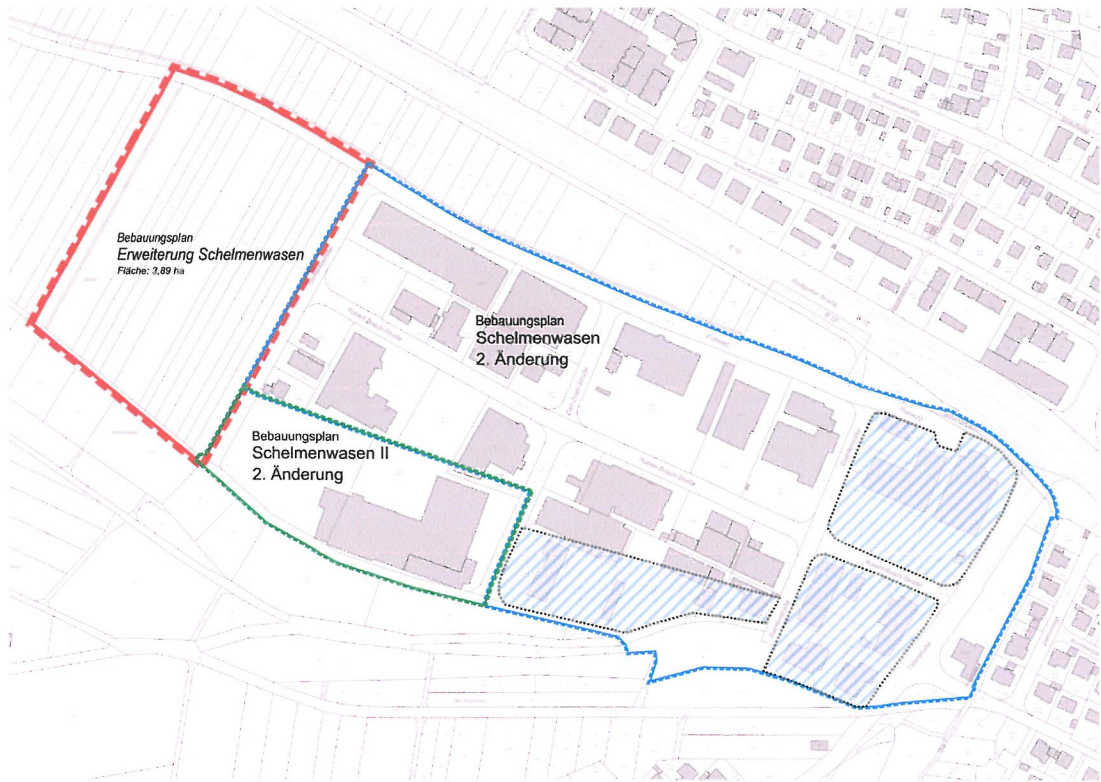 Bebauungsplan
Erweiterung Schelmenwasen
Fläche: 3,89 ha
Bebauungsplan
Schelmenwasen
2. Änderung
Bebauungsplan
Schelmenwasen II
2. Änderung